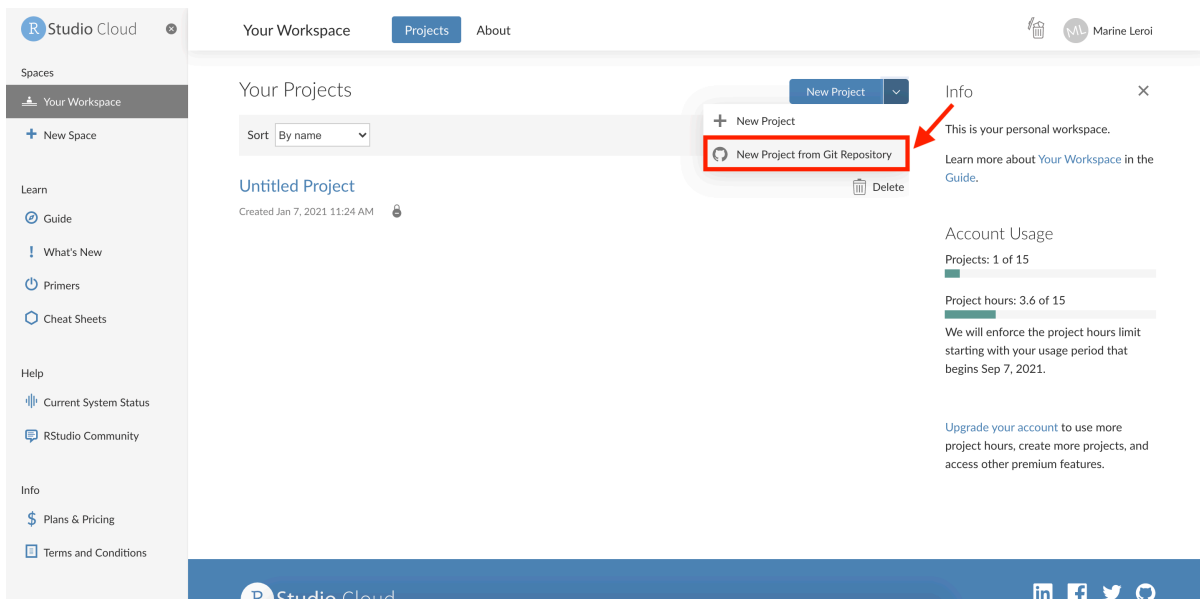 R Studio Cloud
Spaces
Your Workspace
New Space
Learn
Guide
What's New
Primers
Cheat Sheets
Help
Current System Status
RStudio Community
Info
Plans & Pricing
Terms and Conditions
Your Workspace
Projects
About
ML
Marine Leroi
Your Projects
New Project
New Project
New Project from Git Repository
Sort
By name
Untitled Project
Created Jan 7, 2021 11:24 AM
Delete
Info
This is your personal workspace.
Learn more about Your Workspace in the
Guide.
Account Usage
Projects: 1 of 15
Project hours: 3.6 of 15
We will enforce the project hours limit
starting with your usage period that
begins Sep 7, 2021.
Upgrade your account to use more
project hours, create more projects, and
access other premium features.
R Studio Cloud
in
f